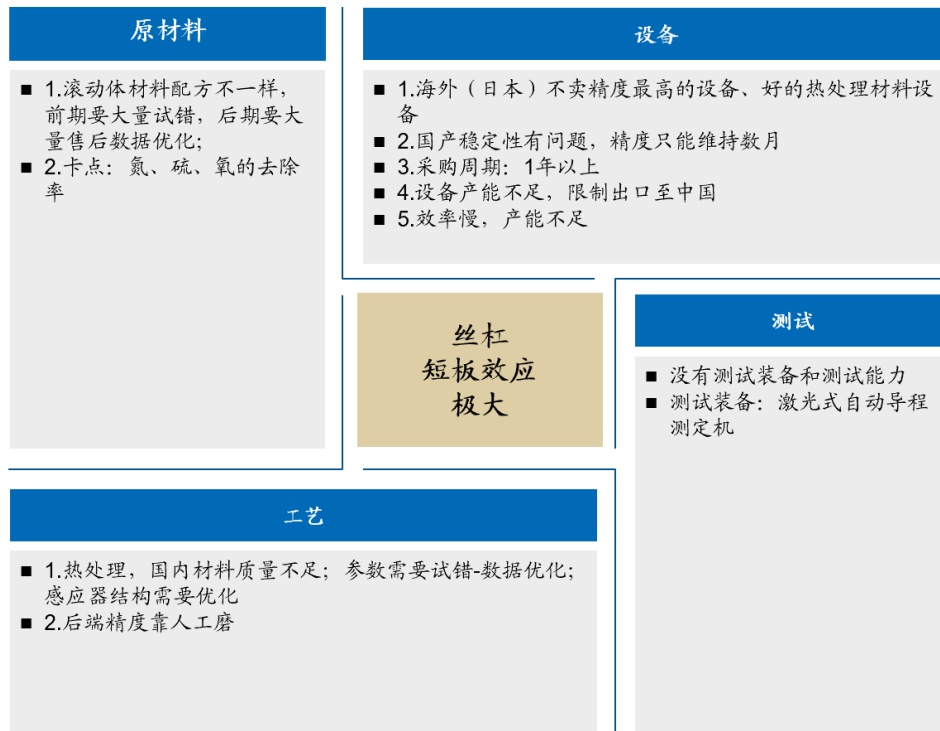 原材料
■ 1.滚动体材料配方不一样，
前期要大量试错，后期要大
量售后数据优化；
■ 2.卡点：氮、硫、氧的去除
率
设备
■ 1.海外（日本）不卖精度最高的设备、好的热处理材料设
备
■ 2.国产稳定性有问题，精度只能维持数月
■ 3.采购周期：1年以上
■ 4.设备产能不足，限制出口至中国
■ 5.效率慢，产能不足
丝杠
短板效应
极大
测试
■ 没有测试装备和测试能力
■ 测试装备：激光式自动导程
测定机
工艺
■ 1.热处理，国内材料质量不足；参数需要试错-数据优化；
感应器结构需要优化
■ 2.后端精度靠人工磨